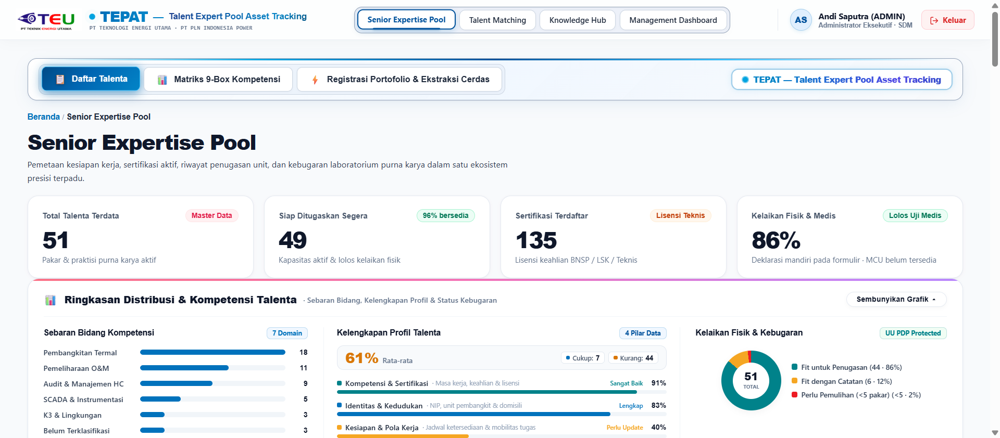 TEU
PT TEKNIK ENERGI UTAMA
TEPAT — Talent Expert Pool Asset Tracking
PT TEKNOLOGI ENERGI UTAMA · PT PLN INDONESIA POWER
Senior Expertise Pool
Talent Matching
Knowledge Hub
Management Dashboard
AS
Andi Saputra (ADMIN)
Administrator Eksekutif · SDM
Keluar
Daftar Talenta
Matriks 9-Box Kompetensi
Registrasi Portofolio & Ekstraksi Cerdas
TEPAT — Talent Expert Pool Asset Tracking
Beranda / Senior Expertise Pool
Senior Expertise Pool
Pemetaan kesiapan kerja, sertifikasi aktif, riwayat penugasan unit, dan kebugaran laboratorium purna karya dalam satu ekosistem
presisi terpadu.
Total Talenta Terdata
Master Data
51
Pakar & praktisi purna karya aktif
Siap Ditugaskan Segera
96% bersedia
49
Kapasitas aktif & lolos kelaikan fisik
Sertifikasi Terdaftar
Lisensi Teknis
135
Lisensi keahlian BNSP / LSK / Teknis
Kelaikan Fisik & Medis
Lolos Uji Medis
86%
Deklarasi mandiri pada formulir · MCU belum tersedia
Ringkasan Distribusi & Kompetensi Talenta · Sebaran Bidang, Kelengkapan Profil & Status Kebugaran
Sembunyikan Grafik
Sebaran Bidang Kompetensi
7 Domain
Pembangkitan Termal 18
Pemeliharaan O&M 11
Audit & Manajemen HC 9
SCADA & Instrumentasi 5
K3 & Lingkungan 3
Belum Terklasifikasi 3
Kelengkapan Profil Talenta
4 Pilar Data
61% Rata-rata
Cukup: 7
Kurang: 44
Kompetensi & Sertifikasi · Masa kerja, keahlian & lisensi Sangat Baik 91%
Identitas & Kedudukan · NIP, unit pembangkit & domisili Lengkap 83%
Kesiapan & Pola Kerja · Jadwal ketersediaan & mobilitas tugas Perlu Update 40%
Kelaikan Fisik & Kebugaran
UU PDP Protected
51
TOTAL
Fit untuk Penugasan (44 · 86%)
Fit dengan Catatan (6 · 12%)
Perlu Pemulihan (<5 pakar) (<5 · 2%)